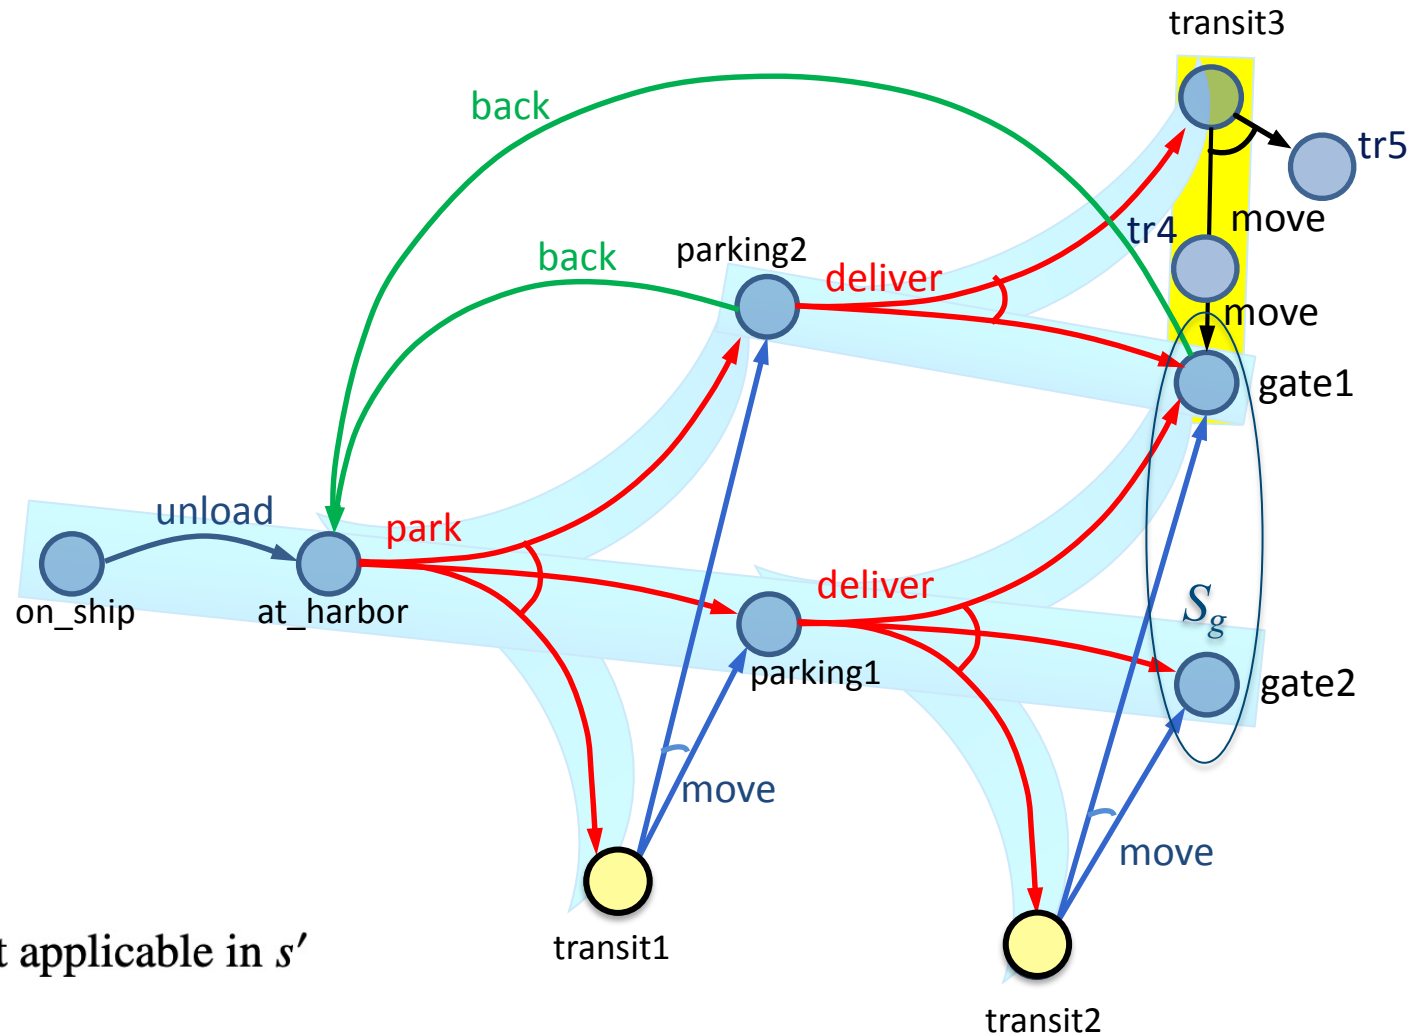 transit3
back
tr5
move
tr4
parking2
back
deliver
move
gate1
unload
park
deliver
on_ship
at_harbor
S_g
parking1
gate2
move
move
transit1
t applicable in s′
transit2